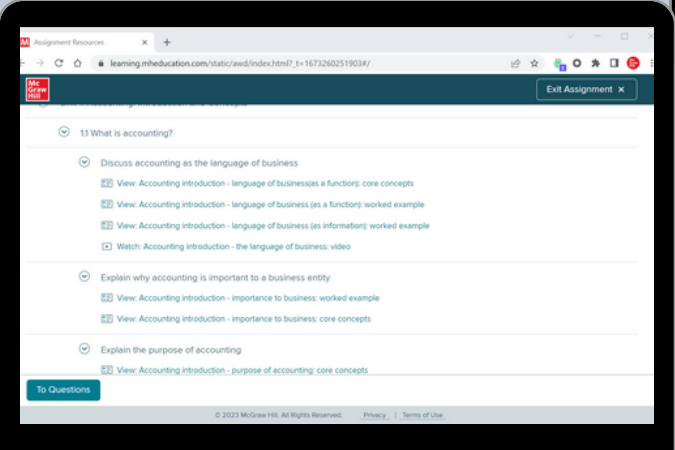 Assignment Resources
learning.mheducation.com/static/awd/index.html?_t=1673260251903#/
Mc
Graw
Hill
Exit Assignment ×
1.1 What is accounting?
Discuss accounting as the language of business
View: Accounting introduction - language of business(as a function): core concepts
View: Accounting introduction - language of business (as a function): worked example
View: Accounting introduction - language of business (as information): worked example
Watch: Accounting introduction - the language of business: video
Explain why accounting is important to a business entity
View: Accounting introduction - importance to business: worked example
View: Accounting introduction - importance to business: core concepts
Explain the purpose of accounting
View: Accounting introduction - purpose of accounting: core concepts
To Questions
© 2023 McGraw Hill. All Rights Reserved. Privacy | Terms of Use